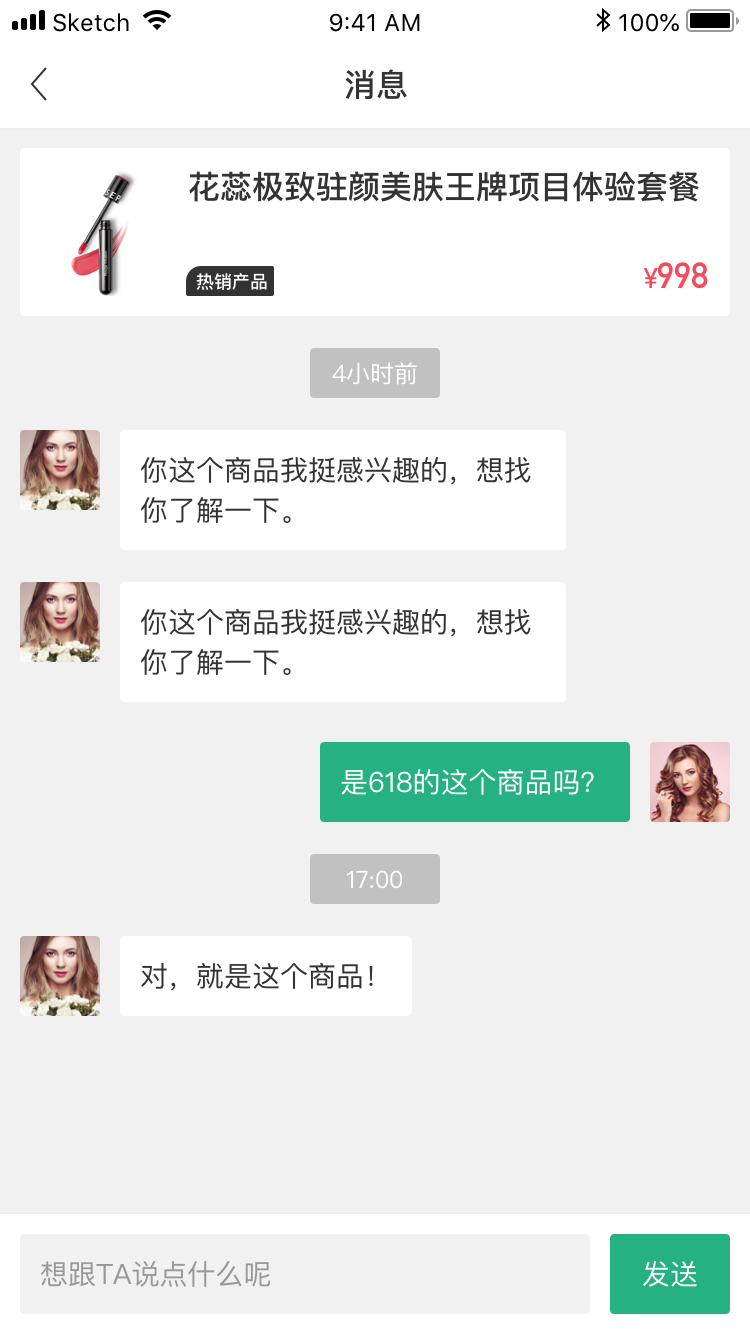 Sketch 9:41 AM 100%
消息
花蕊极致驻颜美肤王牌项目体验套餐
热销产品
¥998
4小时前
你这个商品我挺感兴趣的，想找
你了解一下。
你这个商品我挺感兴趣的，想找
你了解一下。
是618的这个商品吗？
17:00
对，就是这个商品！
想跟TA说点什么呢
发送